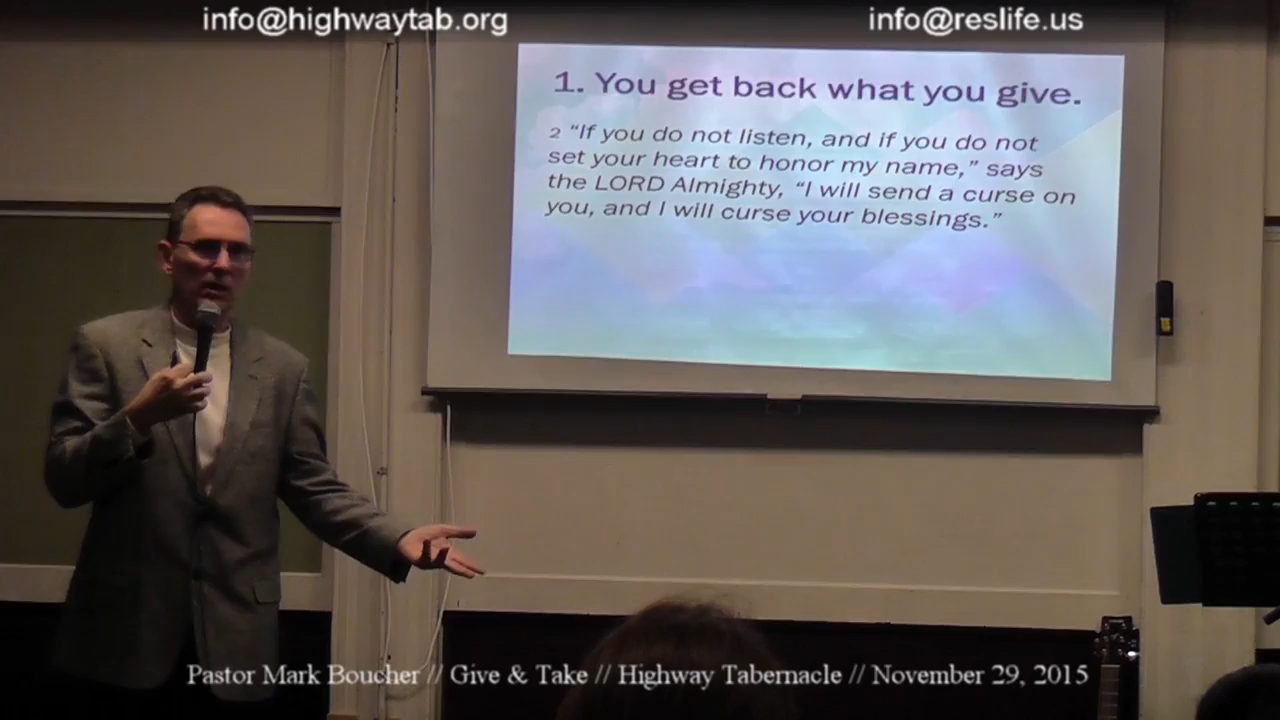 info@highwaytab.org
info@reslife.us
1. You get back what you give.
2 “If you do not listen, and if you do not
set your heart to honor my name,” says
the LORD Almighty, “I will send a curse on
you, and I will curse your blessings.”
Pastor Mark Boucher // Give & Take // Highway Tabernacle // November 29, 2015